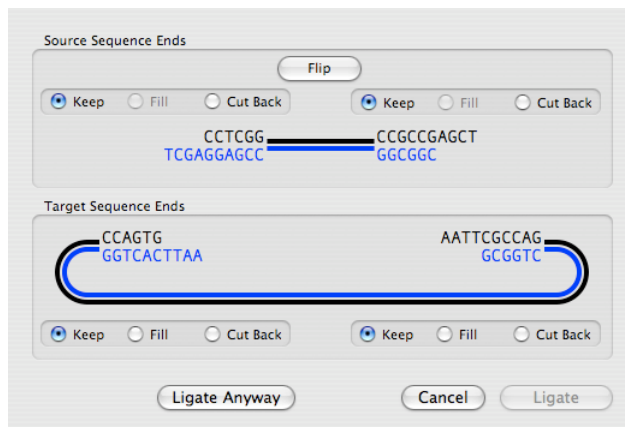 Source Sequence Ends
Flip
Keep Fill Cut Back Keep Fill Cut Back
CCTCGG CCGCCGAGCT
TCGAGGAGCC GGCGGC
Target Sequence Ends
CCAGTG AATTCGCCAG
GGTCACTTAA GCGGTC
Keep Fill Cut Back Keep Fill Cut Back
Ligate Anyway Cancel Ligate